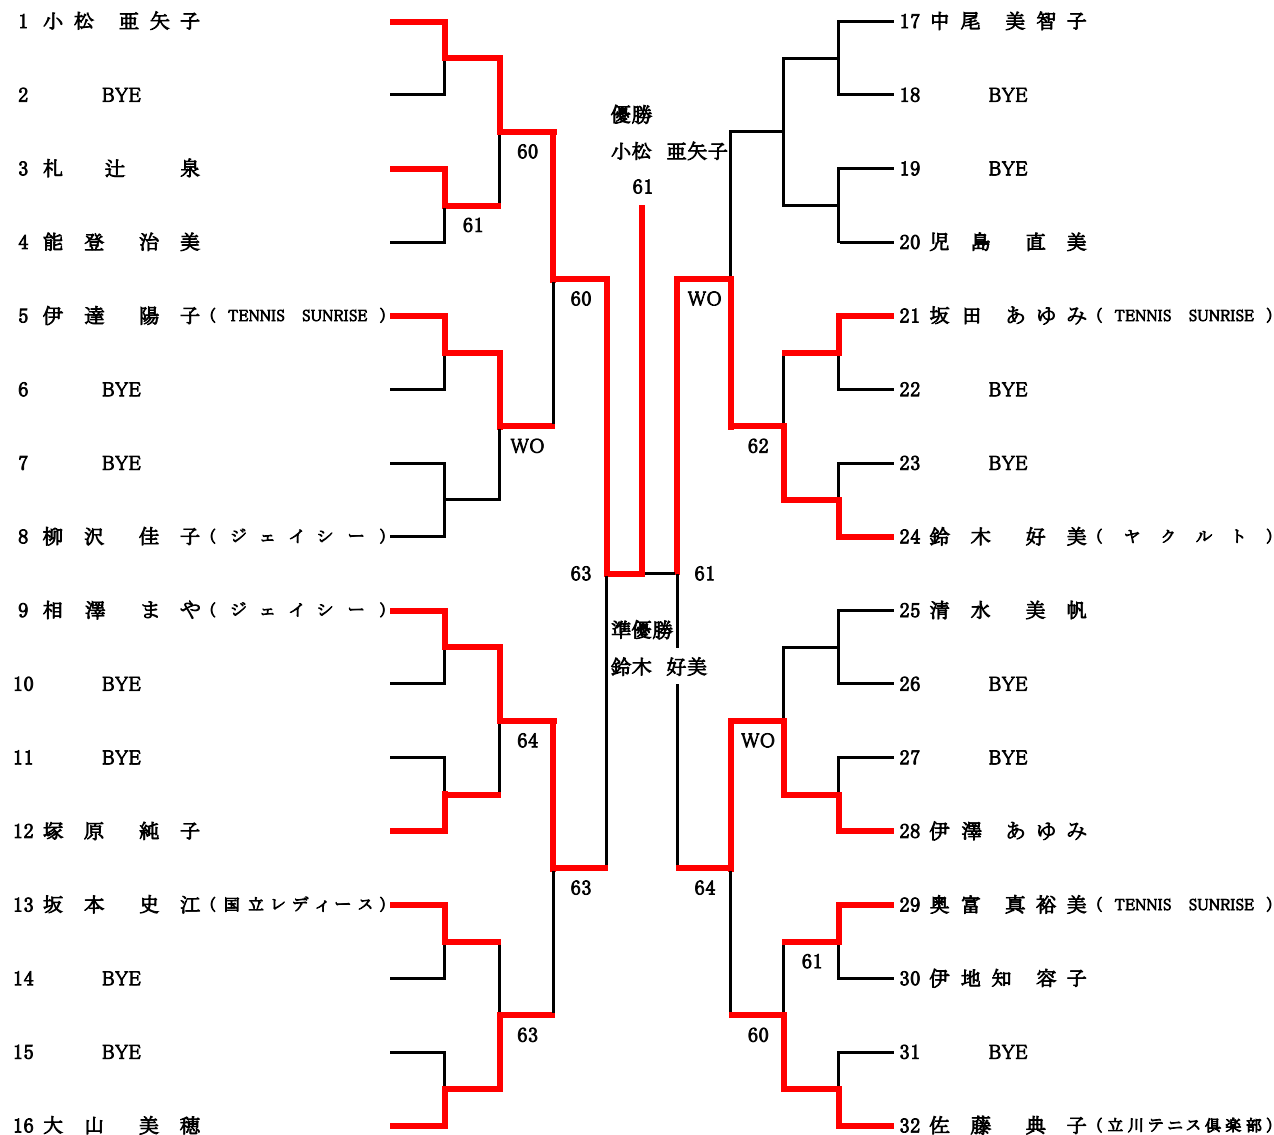 1 小松 亜矢子
2 BYE
3 札辻 泉
4 能登 治美
5 伊達 陽子 ( TENNIS SUNRISE )
6 BYE
7 BYE
8 柳沢 佳子 ( ジェイシー )
9 相澤 まや ( ジェイシー )
10 BYE
11 BYE
12 塚原 純子
13 坂本 史江 ( 国立レディース )
14 BYE
15 BYE
16 大山 美穂
60
61
60
WO
63
64
63
63
優勝
小松 亜矢子
61
準優勝
鈴木 好美
WO
62
61
WO
64
61
60
17 中尾 美智子
18 BYE
19 BYE
20 児島 直美
21 坂田 あゆみ ( TENNIS SUNRISE )
22 BYE
23 BYE
24 鈴木 好美 ( ヤクルト )
25 清水 美帆
26 BYE
27 BYE
28 伊澤 あゆみ
29 奥富 真裕美 ( TENNIS SUNRISE )
30 伊地知 容子
31 BYE
32 佐藤 典子 ( 立川テニス倶楽部 )